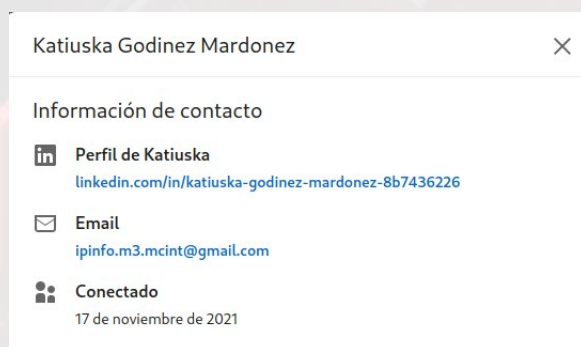 Katiuska Godinez Mardonez
Información de contacto
Perfil de Katiuska
linkedin.com/in/katiuska-godinez-mardonez-8b7436226
Email
ipinfo.m3.mcint@gmail.com
Conectado
17 de noviembre de 2021